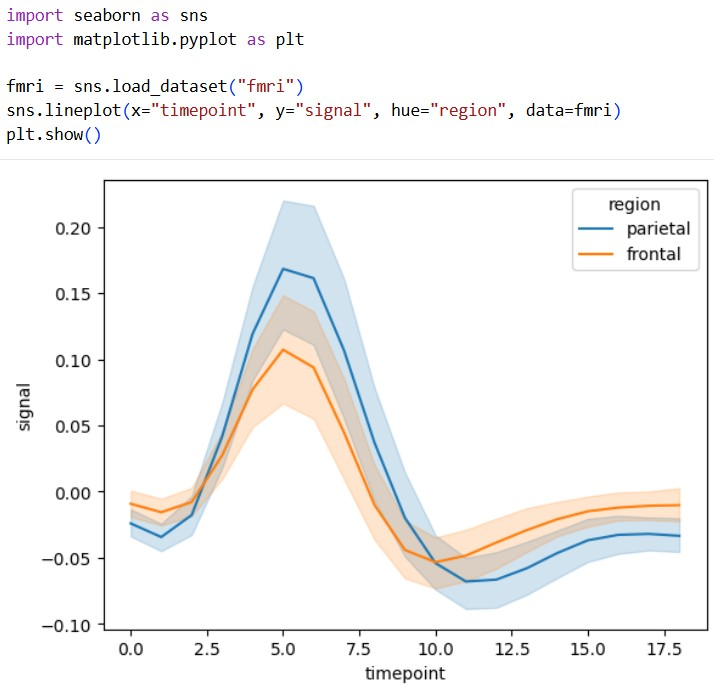 import seaborn as sns
import matplotlib.pyplot as plt
fmri = sns.load_dataset("fmri")
sns.lineplot(x="timepoint", y="signal", hue="region", data=fmri)
plt.show()
region
parietal
frontal
0.20
0.15
0.10
0.05
0.00
−0.05
−0.10
signal
0.0 2.5 5.0 7.5 10.0 12.5 15.0 17.5
timepoint